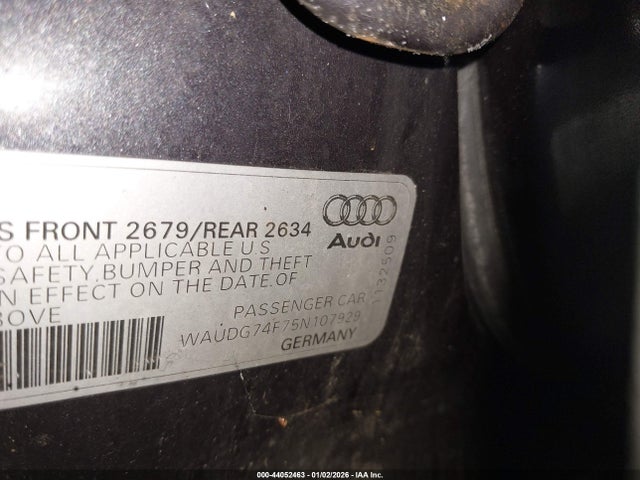 S FRONT 2679/REAR 2634
TO ALL APPLICABLE U.S
SAFETY, BUMPER AND THEFT
N EFFECT ON THE DATE OF
BOVE
PASSENGER CAR
WAUDG74F75N107929
GERMANY
Audi
1132509
000-44052463 - 01/02/2026 - IAA Inc.